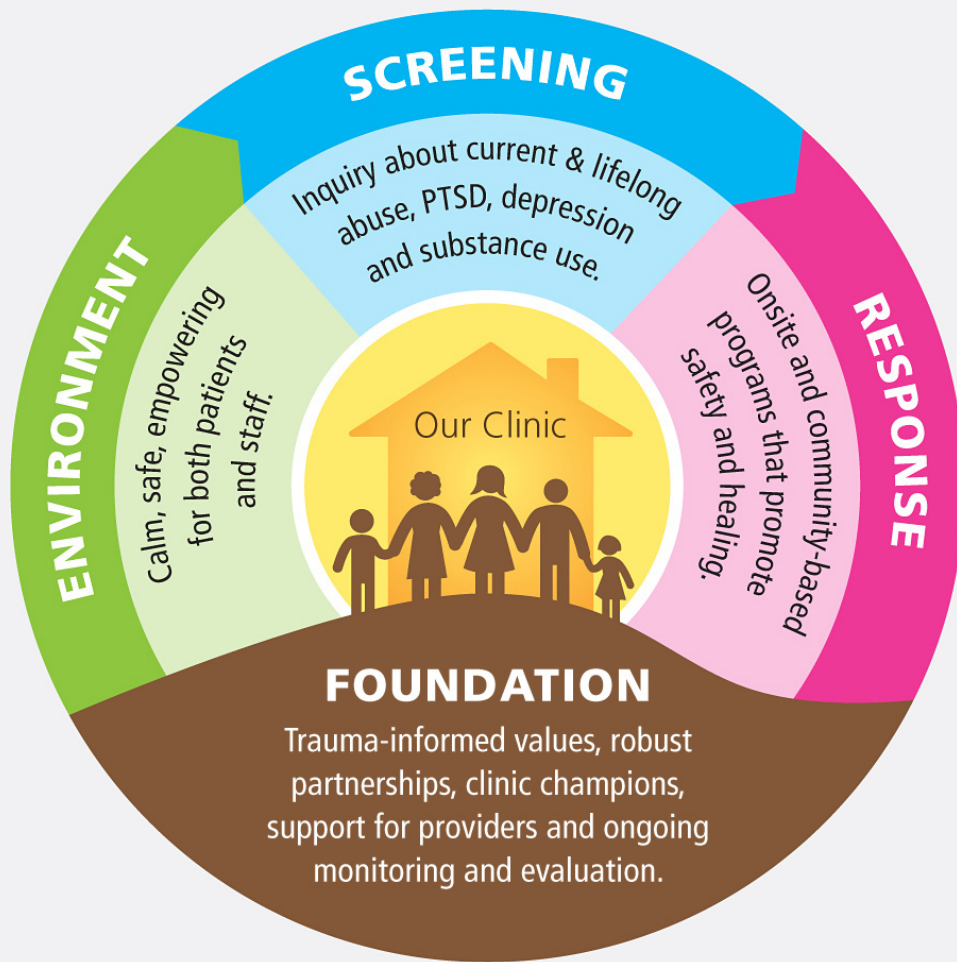 SCREENING
Inquiry about current & lifelong
abuse, PTSD, depression
and substance use.
ENVIRONMENT
Calm, safe, empowering
for both patients
and staff.
RESPONSE
Onsite and community-based
programs that promote
safety and healing.
Our Clinic
FOUNDATION
Trauma-informed values, robust
partnerships, clinic champions,
support for providers and ongoing
monitoring and evaluation.